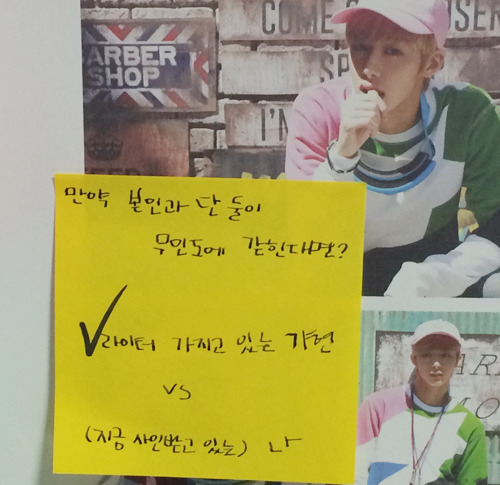 COME
BARBER
SHOP
I'M
만약 본인과 단 둘이
무인도에 갇힌다면?
라이터 가지고 있는 가현
vs
(지금 사인받고 있는) 나